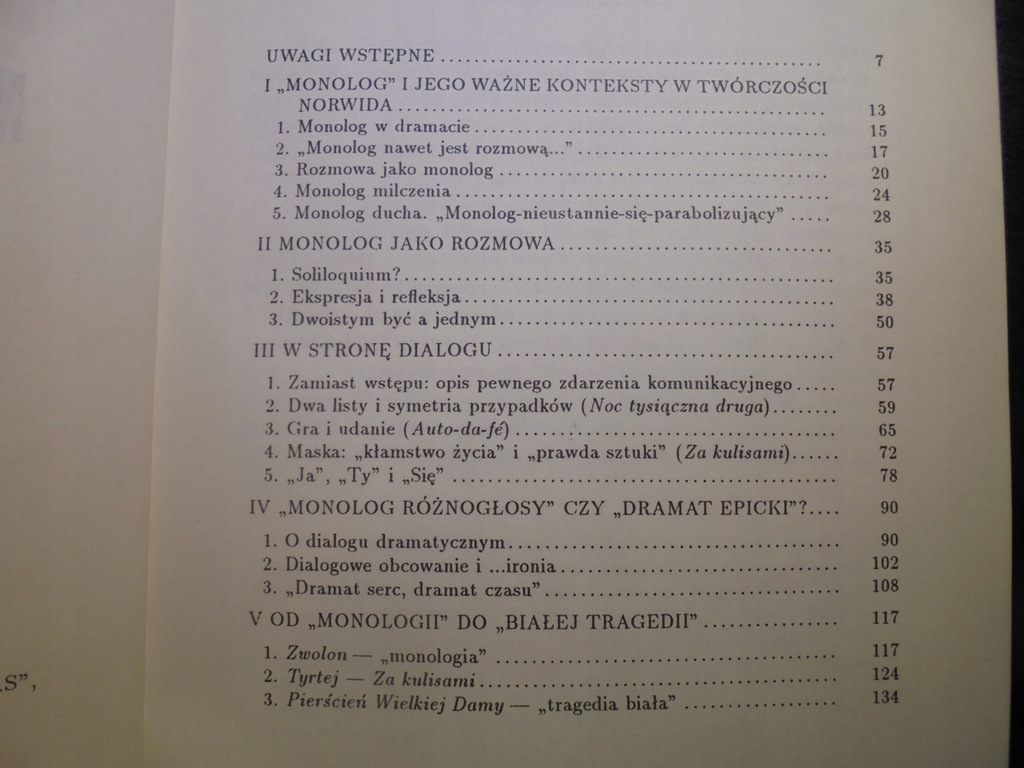 UWAGI WSTĘPNE ............................................... 7
I „MONOLOG” I JEGO WAŻNE KONTEKSTY W TWÓRCZOŚCI
NORWIDA ..................................................... 13
1. Monolog w dramacie ........................................... 15
2. „Monolog nawet jest rozmową...” ............................... 17
3. Rozmowa jako monolog ........................................ 20
4. Monolog milczenia ............................................. 24
5. Monolog ducha. „Monolog-nieustannie-się-parabolizujący” ..... 28
II MONOLOG JAKO ROZMOWA ................................. 35
1. Soliloquium? .................................................... 35
2. Ekspresja i refleksja ............................................. 38
3. Dwoistym być a jednym ......................................... 50
III W STRONĘ DIALOGU ......................................... 57
1. Zamiast wstępu: opis pewnego zdarzenia komunikacyjnego ..... 57
2. Dwa listy i symetria przypadków (Noc tysiączna druga) ........ 59
3. Gra i udanie (Auto-da-fé) ....................................... 65
4. Maska: „kłamstwo życia” i „prawda sztuki” (Za kulisami) ...... 72
5. „Ja”, „Ty” i „Się” ............................................... 78
IV „MONOLOG RÓŻNOGŁOSY” CZY „DRAMAT EPICKI”? .... 90
1. O dialogu dramatycznym ........................................ 90
2. Dialogowe obcowanie i ...ironia .................................. 102
3. „Dramat serc, dramat czasu” .................................... 108
V OD „MONOLOGII” DO „BIAŁEJ TRAGEDII” ................ 117
1. Zwolon — „monologia” .......................................... 117
2. Tyrtej — Za kulisami ............................................ 124
3. Pierścień Wielkiej Damy — „tragedia biała” ................... 134
S”,